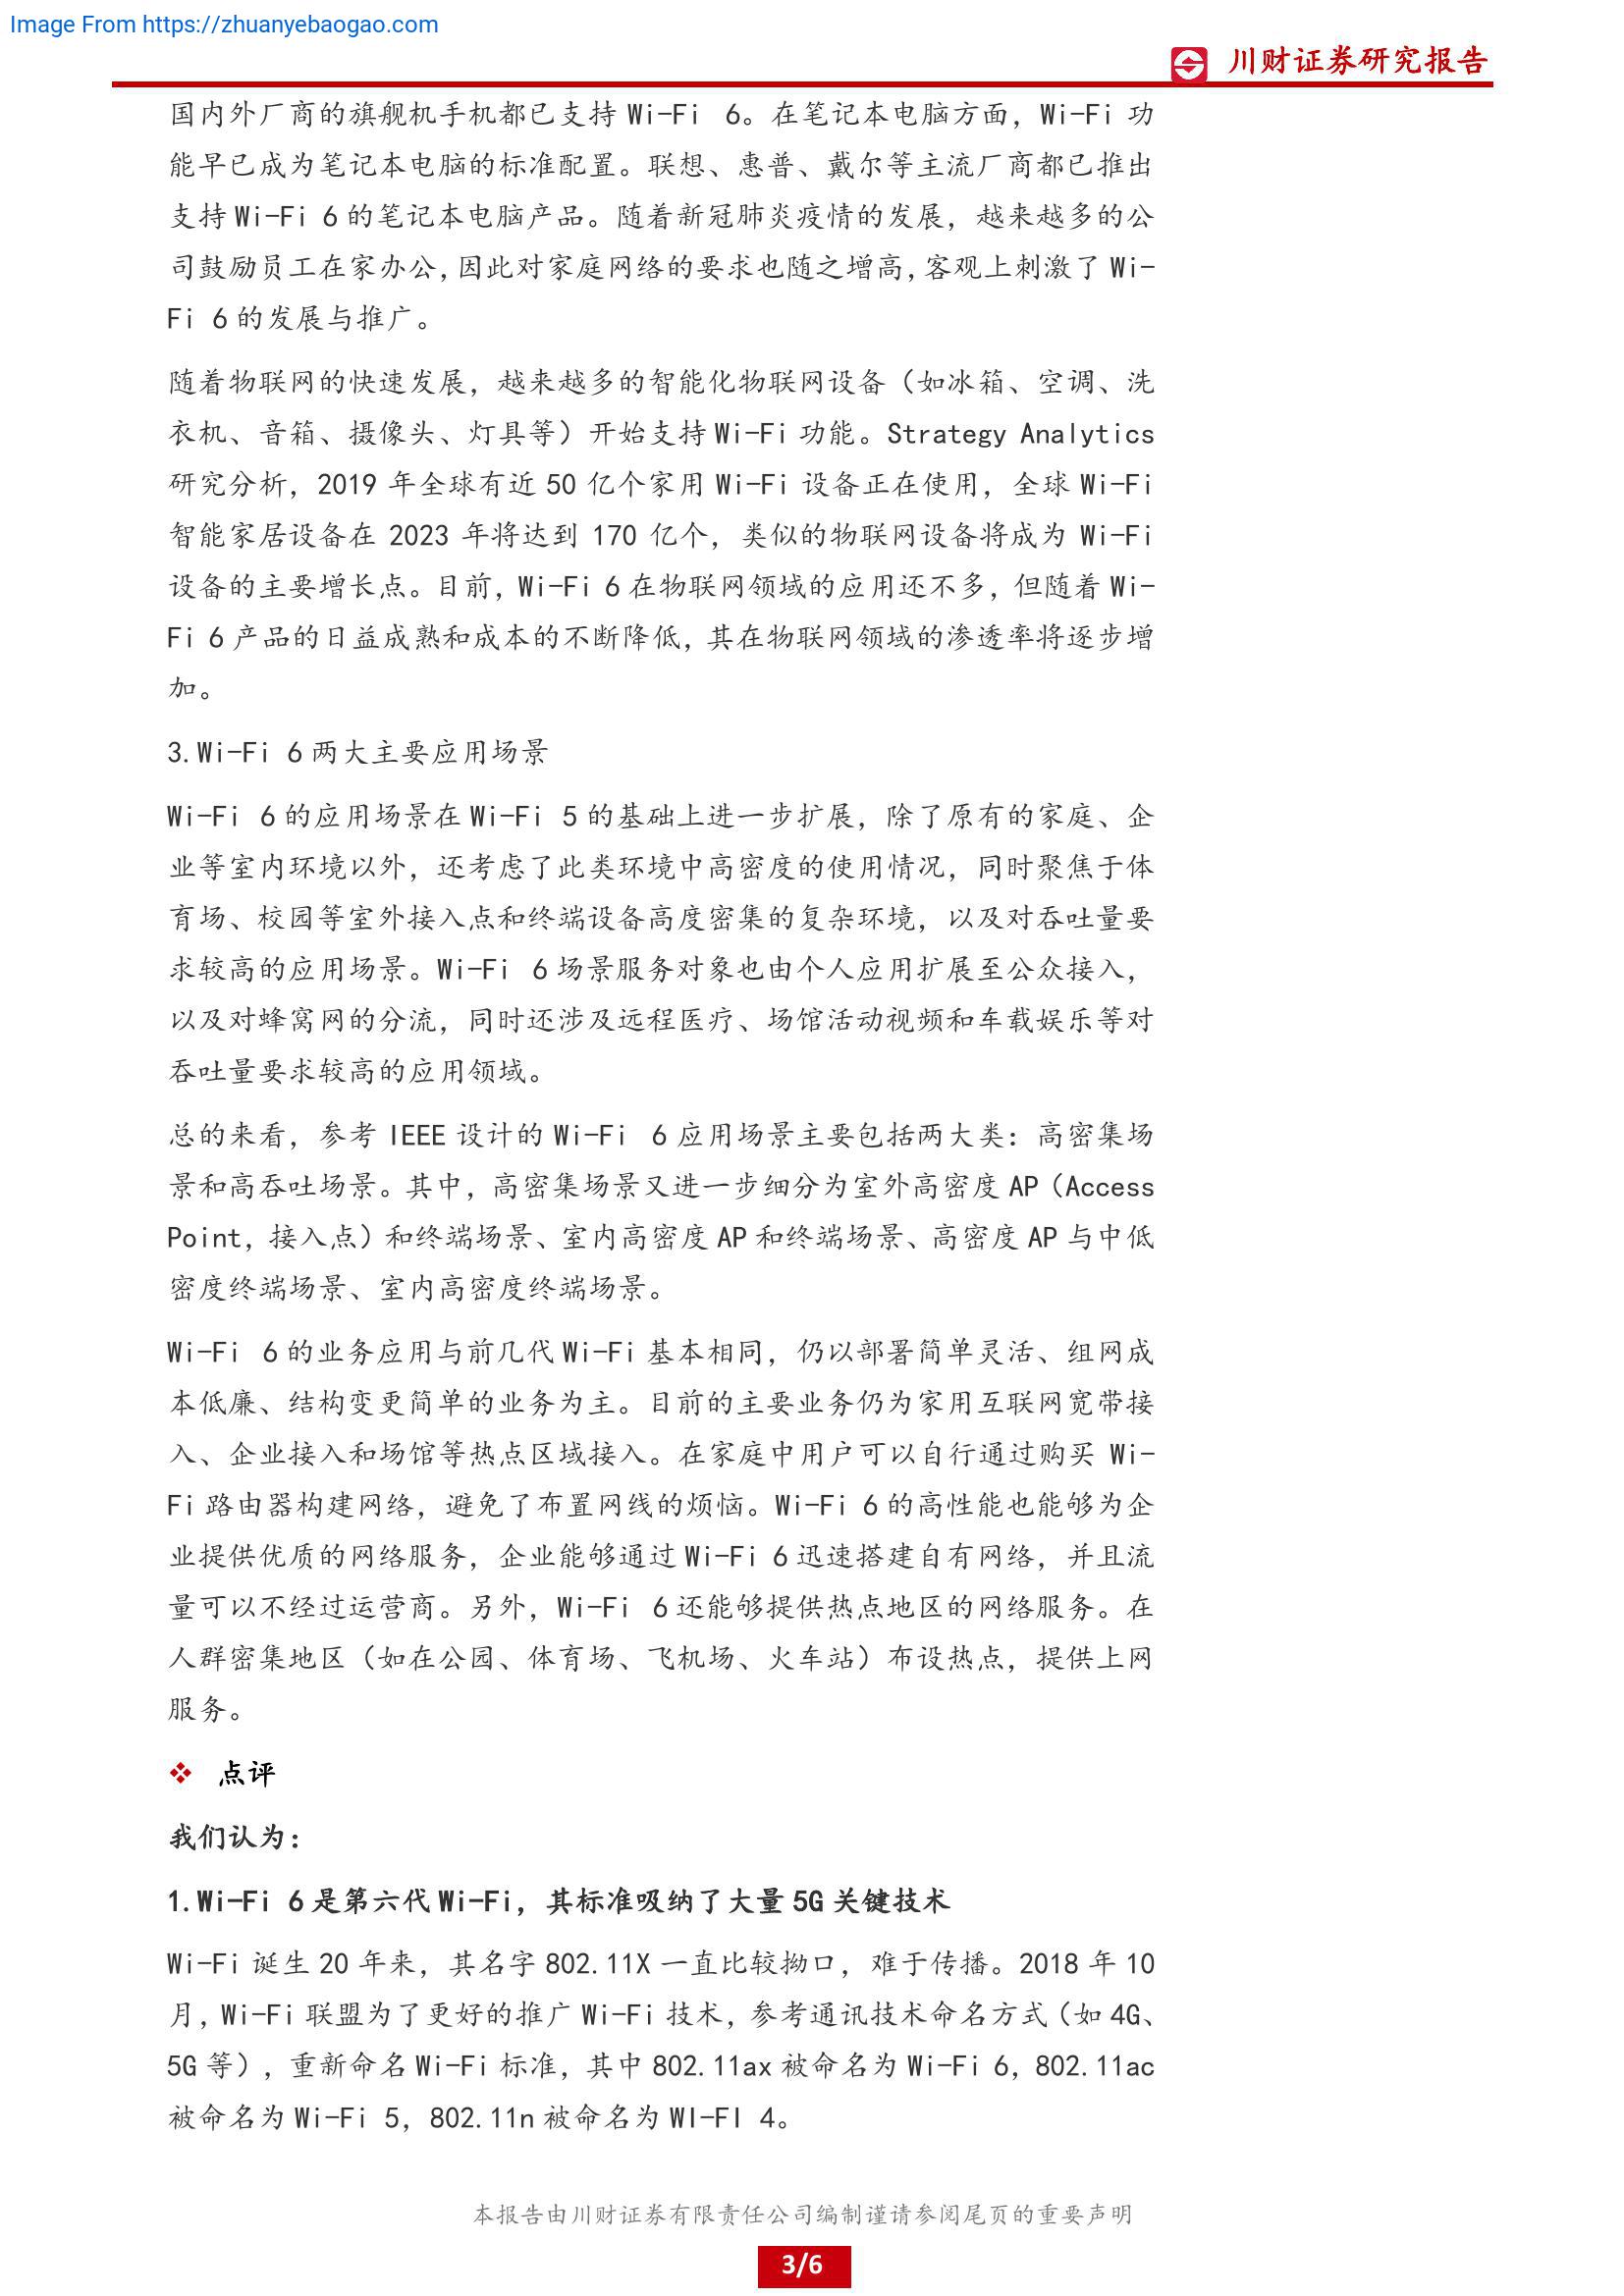 Image From https://zhuanyebaogao.com
川财证券研究报告
国内外厂商的旗舰机手机都已支持 Wi-Fi 6。在笔记本电脑方面，Wi-Fi 功
能早已成为笔记本电脑的标准配置。联想、惠普、戴尔等主流厂商都已推出
支持 Wi-Fi 6 的笔记本电脑产品。随着新冠肺炎疫情的发展，越来越多的公
司鼓励员工在家办公，因此对家庭网络的要求也随之增高，客观上刺激了 Wi-
Fi 6 的发展与推广。
随着物联网的快速发展，越来越多的智能化物联网设备（如冰箱、空调、洗
衣机、音箱、摄像头、灯具等）开始支持 Wi-Fi 功能。Strategy Analytics
研究分析，2019 年全球有近 50 亿个家用 Wi-Fi 设备正在使用，全球 Wi-Fi
智能家居设备在 2023 年将达到 170 亿个，类似的物联网设备将成为 Wi-Fi
设备的主要增长点。目前，Wi-Fi 6 在物联网领域的应用还不多，但随着 Wi-
Fi 6 产品的日益成熟和成本的不断降低，其在物联网领域的渗透率将逐步增
加。
3.Wi-Fi 6 两大主要应用场景
Wi-Fi 6 的应用场景在 Wi-Fi 5 的基础上进一步扩展，除了原有的家庭、企
业等室内环境以外，还考虑了此类环境中高密度的使用情况，同时聚焦于体
育场、校园等室外接入点和终端设备高度密集的复杂环境，以及对吞吐量要
求较高的应用场景。Wi-Fi 6 场景服务对象也由个人应用扩展至公众接入，
以及对蜂窝网的分流，同时还涉及远程医疗、场馆活动视频和车载娱乐等对
吞吐量要求较高的应用领域。
总的来看，参考 IEEE 设计的 Wi-Fi 6 应用场景主要包括两大类：高密集场
景和高吞吐场景。其中，高密集场景又进一步细分为室外高密度 AP（Access
Point，接入点）和终端场景、室内高密度 AP 和终端场景、高密度 AP 与中低
密度终端场景、室内高密度终端场景。
Wi-Fi 6 的业务应用与前几代 Wi-Fi 基本相同，仍以部署简单灵活、组网成
本低廉、结构变更简单的业务为主。目前的主要业务仍为家用互联网宽带接
入、企业接入和场馆等热点区域接入。在家庭中用户可以自行通过购买 Wi-
Fi 路由器构建网络，避免了布置网线的烦恼。Wi-Fi 6 的高性能也能够为企
业提供优质的网络服务，企业能够通过 Wi-Fi 6 迅速搭建自有网络，并且流
量可以不经过运营商。另外，Wi-Fi 6 还能够提供热点地区的网络服务。在
人群密集地区（如在公园、体育场、飞机场、火车站）布设热点，提供上网
服务。
❖ 点评
我们认为：
1.Wi-Fi 6 是第六代 Wi-Fi，其标准吸纳了大量 5G 关键技术
Wi-Fi 诞生 20 年来，其名字 802.11X 一直比较拗口，难于传播。2018 年 10
月，Wi-Fi 联盟为了更好的推广 Wi-Fi 技术，参考通讯技术命名方式（如 4G、
5G 等），重新命名 Wi-Fi 标准，其中 802.11ax 被命名为 Wi-Fi 6，802.11ac
被命名为 Wi-Fi 5，802.11n 被命名为 WI-FI 4。
本报告由川财证券有限责任公司编制谨请参阅尾页的重要声明
3/6